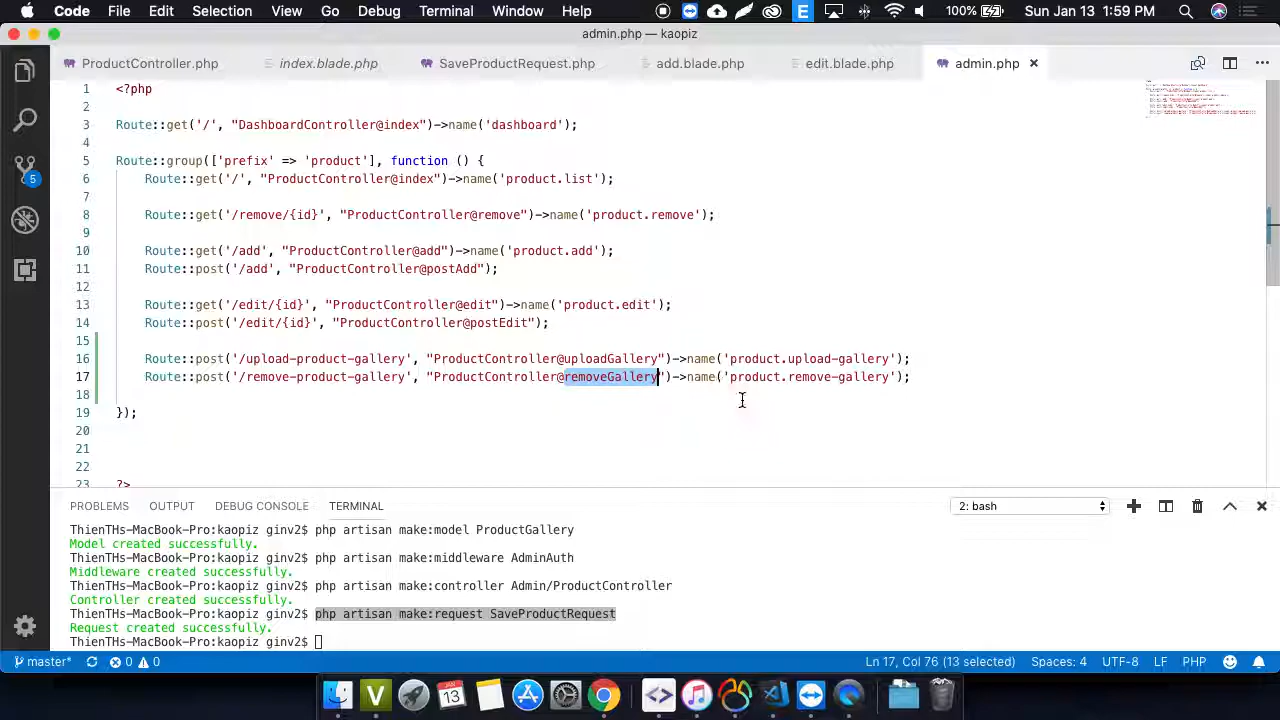 Code File Edit Selection View Go Debug Terminal Window Help 100% Sun Jan 13 1:59 PM
admin.php — kaopiz
ProductController.php index.blade.php SaveProductRequest.php add.blade.php edit.blade.php admin.php
1 <?php
2
3 Route::get('/', "DashboardController@index")->name('dashboard');
4
5 Route::group(['prefix' => 'product'], function () {
6 Route::get('/', "ProductController@index")->name('product.list');
7
8 Route::get('/remove/{id}', "ProductController@remove")->name('product.remove');
9
10 Route::get('/add', "ProductController@add")->name('product.add');
11 Route::post('/add', "ProductController@postAdd");
12
13 Route::get('/edit/{id}', "ProductController@edit")->name('product.edit');
14 Route::post('/edit/{id}', "ProductController@postEdit");
15
16 Route::post('/upload-product-gallery', "ProductController@uploadGallery")->name('product.upload-gallery');
17 Route::post('/remove-product-gallery', "ProductController@removeGallery")->name('product.remove-gallery');
18
19 });
20
21
22
23 ?>
5
PROBLEMS OUTPUT DEBUG CONSOLE TERMINAL 2: bash
ThienTHs-MacBook-Pro:kaopiz ginv2$ php artisan make:model ProductGallery
Model created successfully.
ThienTHs-MacBook-Pro:kaopiz ginv2$ php artisan make:middleware AdminAuth
Middleware created successfully.
ThienTHs-MacBook-Pro:kaopiz ginv2$ php artisan make:controller Admin/ProductController
Controller created successfully.
ThienTHs-MacBook-Pro:kaopiz ginv2$ php artisan make:request SaveProductRequest
Request created successfully.
ThienTHs-MacBook-Pro:kaopiz ginv2$
master* 0 0 Ln 17, Col 76 (13 selected) Spaces: 4 UTF-8 LF PHP